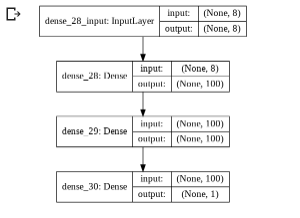 dense_28_input: InputLayer
input: (None, 8)
output: (None, 8)
dense_28: Dense
input: (None, 8)
output: (None, 100)
dense_29: Dense
input: (None, 100)
output: (None, 100)
dense_30: Dense
input: (None, 100)
output: (None, 1)